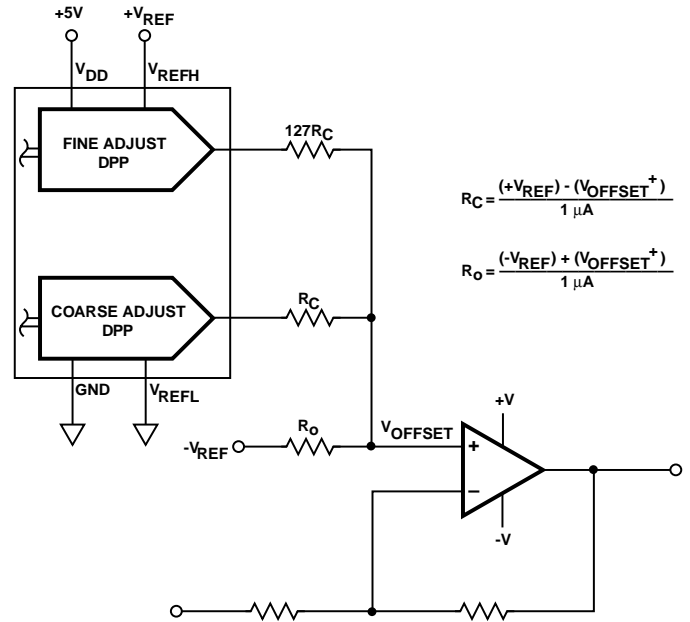 +5V
+VREF
VDD
VREFH
FINE ADJUST
DPP
127RC
RC = (+VREF) - (VOFFSET+)
1 µA
Ro = (-VREF) + (VOFFSET+)
1 µA
COARSE ADJUST
DPP
RC
GND
VREFL
-VREF
Ro
VOFFSET
+V
+
−
-V